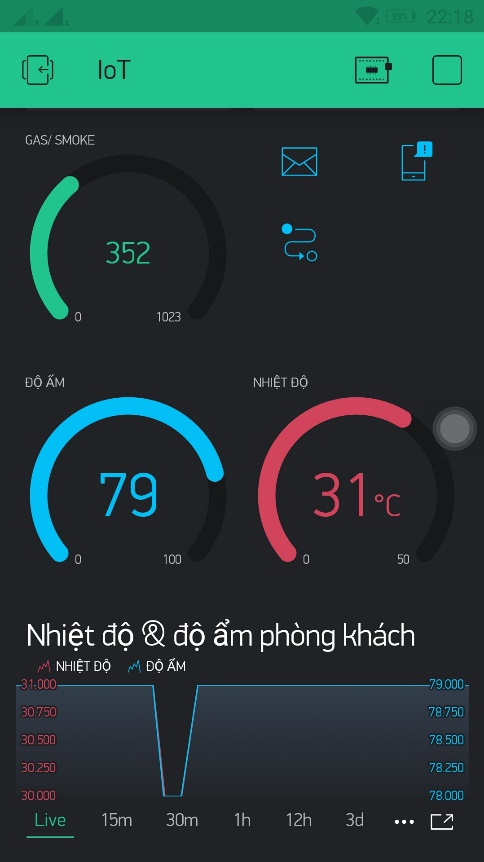 93% 22:18
IoT
GAS/ SMOKE
352
0 1023
ĐỘ ẨM NHIỆT ĐỘ
79 31°C
0 100 0 50
Nhiệt độ & độ ẩm phòng khách
NHIỆT ĐỘ ĐỘ ẨM
31.000 79.000
30.750 78.750
30.500 78.500
30.250 78.250
30.000 78.000
Live 15m 30m 1h 12h 3d